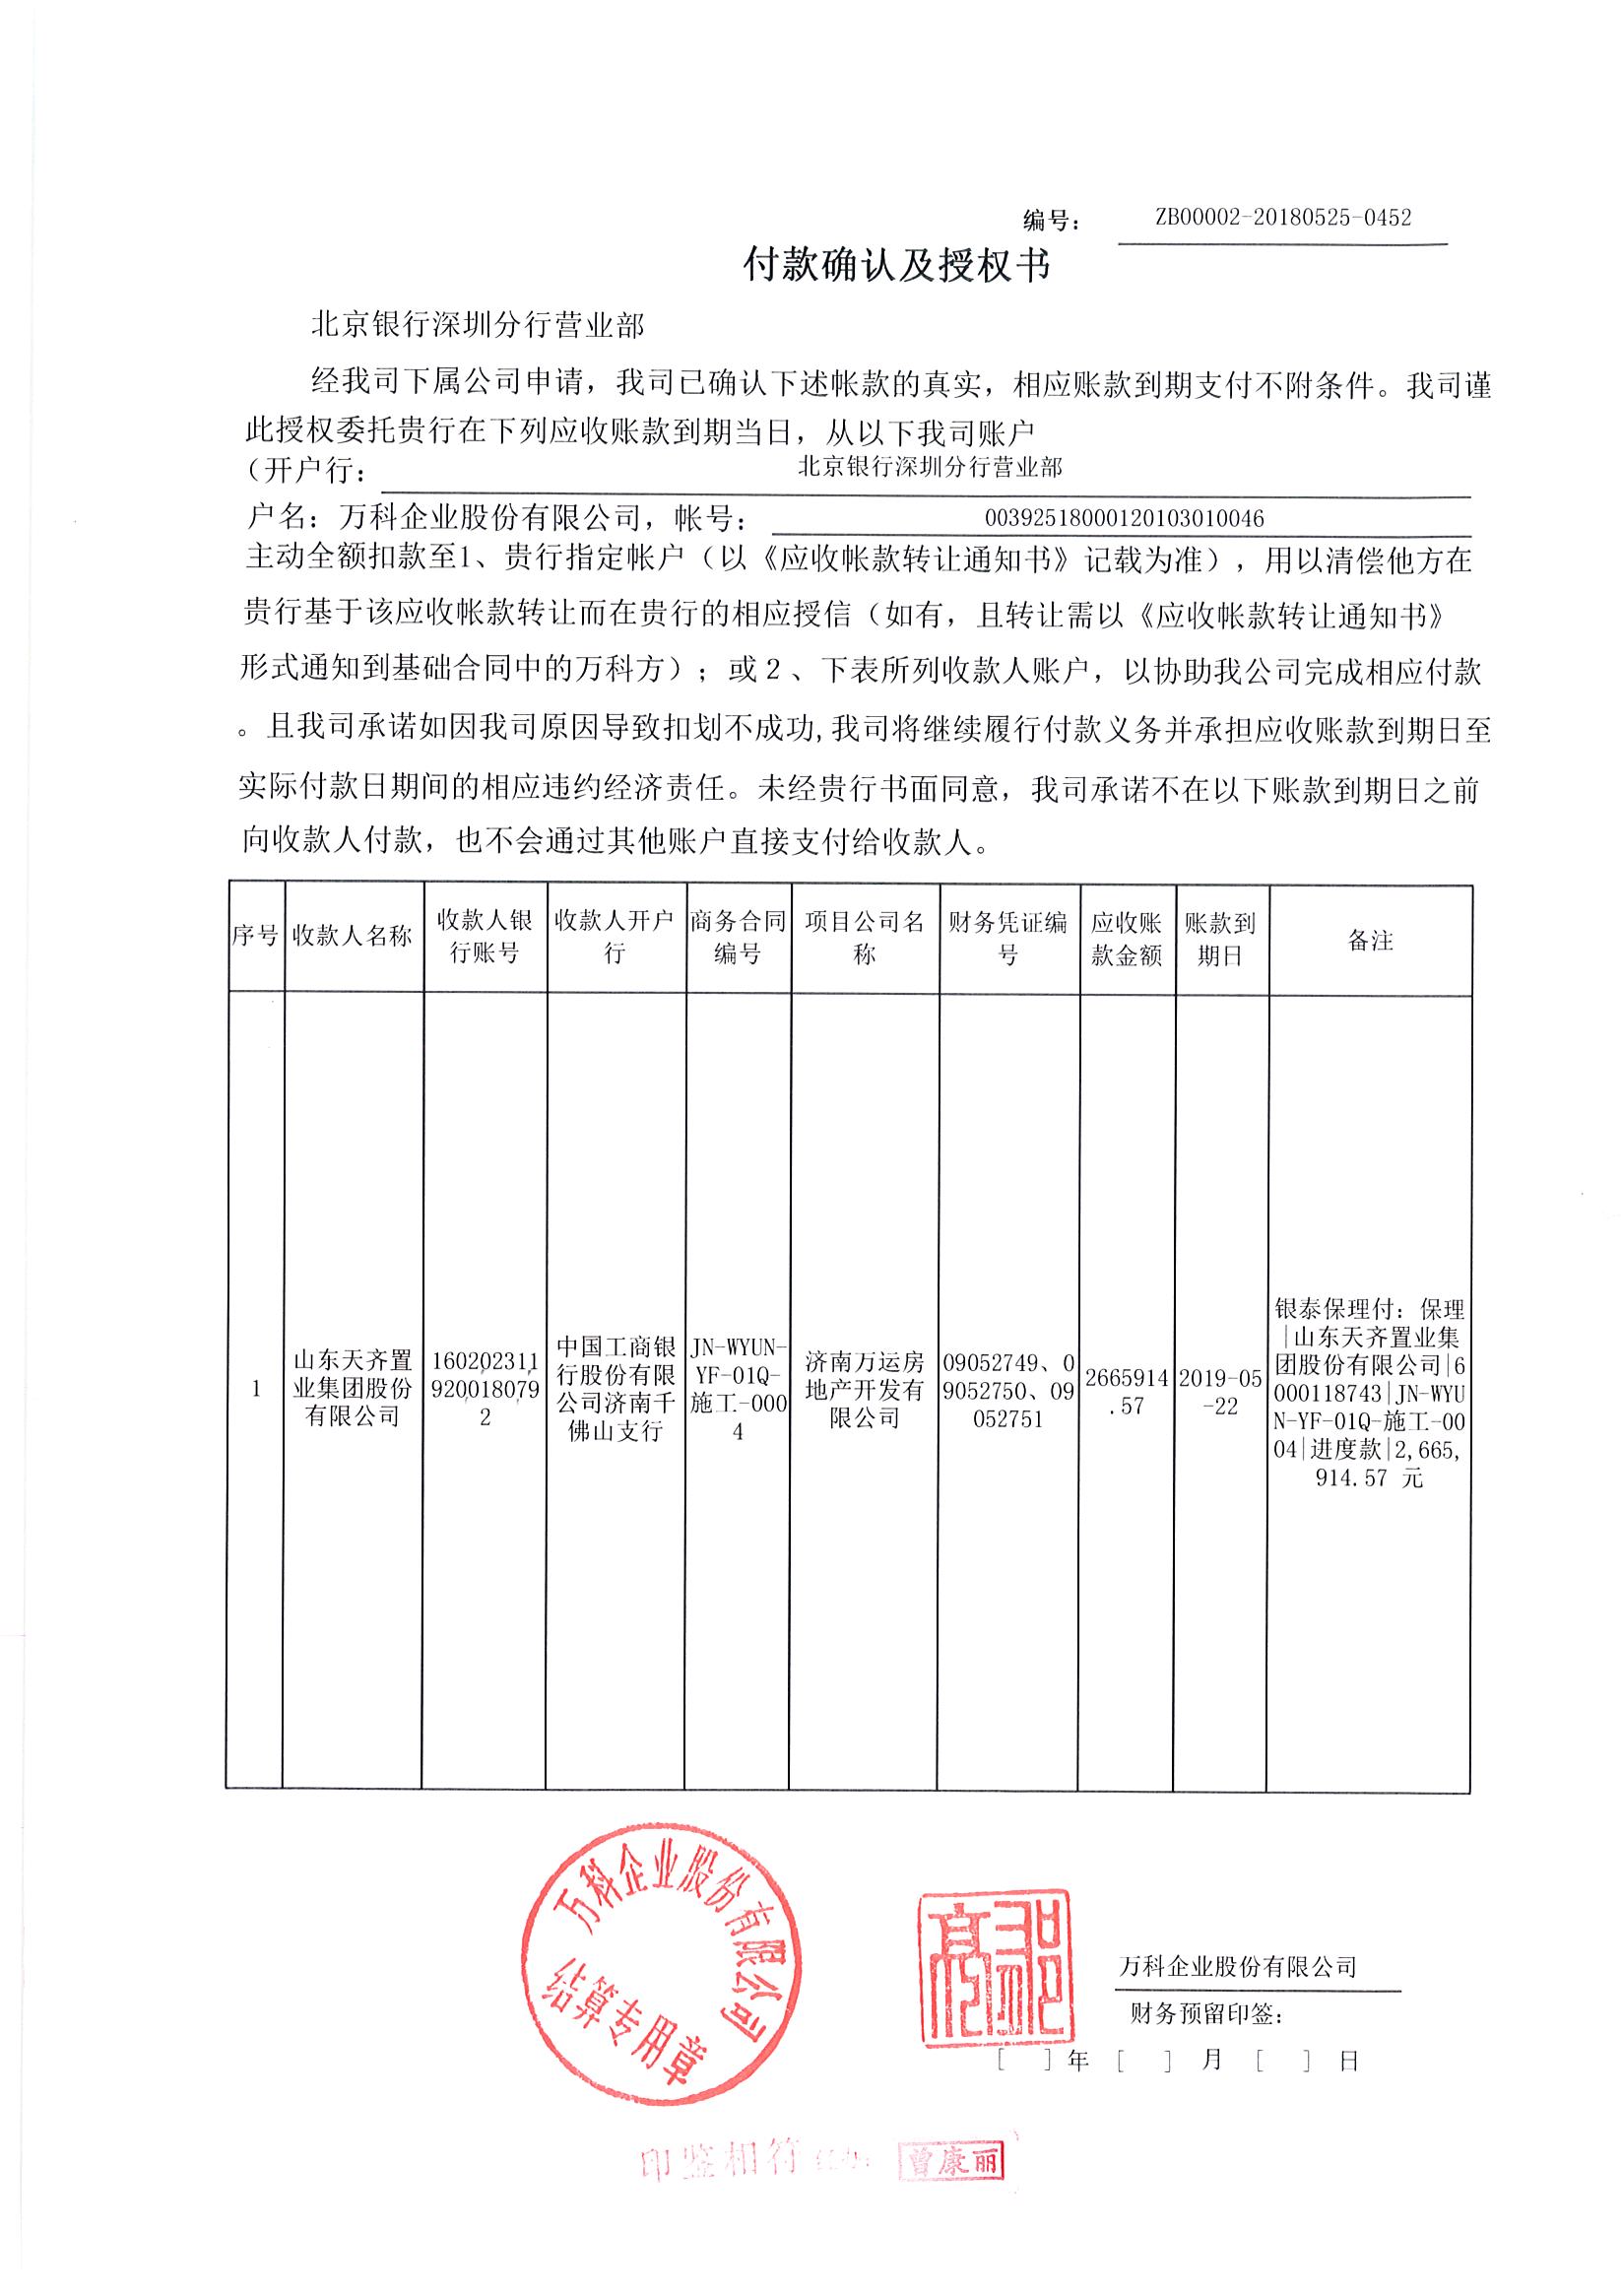 编号： ZB00002-20180525-0452
付款确认及授权书
北京银行深圳分行营业部
经我司下属公司申请，我司已确认下述帐款的真实，相应账款到期支付不附条件。我司谨
此授权委托贵行在下列应收账款到期当日，从以下我司账户
（开户行： 北京银行深圳分行营业部
户名：万科企业股份有限公司，帐号： 00392518000120103010046
主动全额扣款至1、贵行指定帐户（以《应收帐款转让通知书》记载为准），用以清偿他方在
贵行基于该应收帐款转让而在贵行的相应授信（如有，且转让需以《应收帐款转让通知书》
形式通知到基础合同中的万科方）；或2、下表所列收款人账户，以协助我公司完成相应付款
。且我司承诺如因我司原因导致扣划不成功,我司将继续履行付款义务并承担应收账款到期日至
实际付款日期间的相应违约经济责任。未经贵行书面同意，我司承诺不在以下账款到期日之前
向收款人付款，也不会通过其他账户直接支付给收款人。
序号
收款人名称
收款人银
行账号
收款人开户
行
商务合同
编号
项目公司名
称
财务凭证编
号
应收账
款金额
账款到
期日
备注
1
山东天齐置
业集团股份
有限公司
160202311
920018079
2
中国工商银
行股份有限
公司济南千
佛山支行
JN-WYUN-
YF-01Q-
施工-000
4
济南万运房
地产开发有
限公司
09052749、0
9052750、09
052751
2665914
.57
2019-05
-22
银泰保理付：保理
|山东天齐置业集
团股份有限公司|6
000118743|JN-WYU
N-YF-01Q-施工-00
04|进度款|2,665,
914.57 元
万科企业股份有限公司
结算专用章
万科企业股份有限公司
财务预留印签：
[ ]年 [ ] 月 [ ] 日
印鉴相符
曾康丽